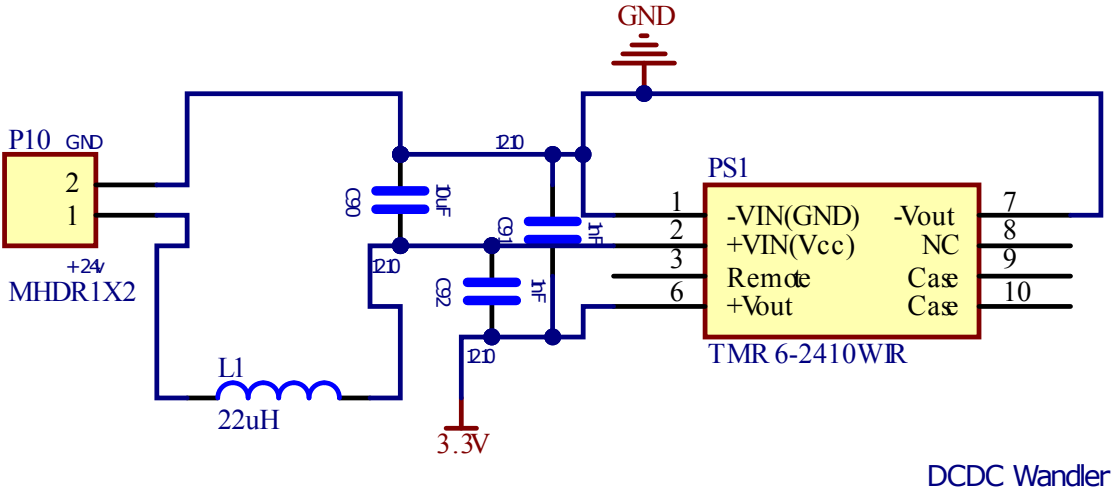 GND
P10 GND
2
1
+24v
MHDR1X2
L1
22uH
1210
C90
10uF
1210
C91
1nF
C92
1nF
1210
3.3V
PS1
1 -VIN(GND) -Vout 7
2 +VIN(Vcc) NC 8
3 Remote Case 9
6 +Vout Case 10
TMR 6-2410WIR
DCDC Wandler